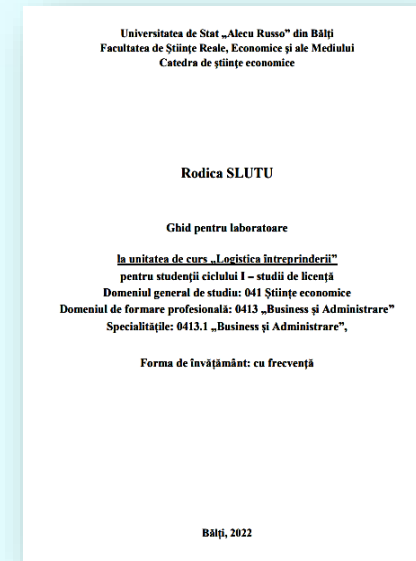 Universitatea de Stat „Alecu Russo” din Bălți
Facultatea de Științe Reale, Economice și ale Mediului
Catedra de științe economice
Rodica SLUTU
Ghid pentru laboratoare
la unitatea de curs „Logistica întreprinderii”
pentru studenții ciclului I – studii de licență
Domeniul general de studiu: 041 Științe economice
Domeniul de formare profesională: 0413 „Business și Administrare”
Specialitățile: 0413.1 „Business și Administrare”,
Forma de învățământ: cu frecvență
Bălți, 2022